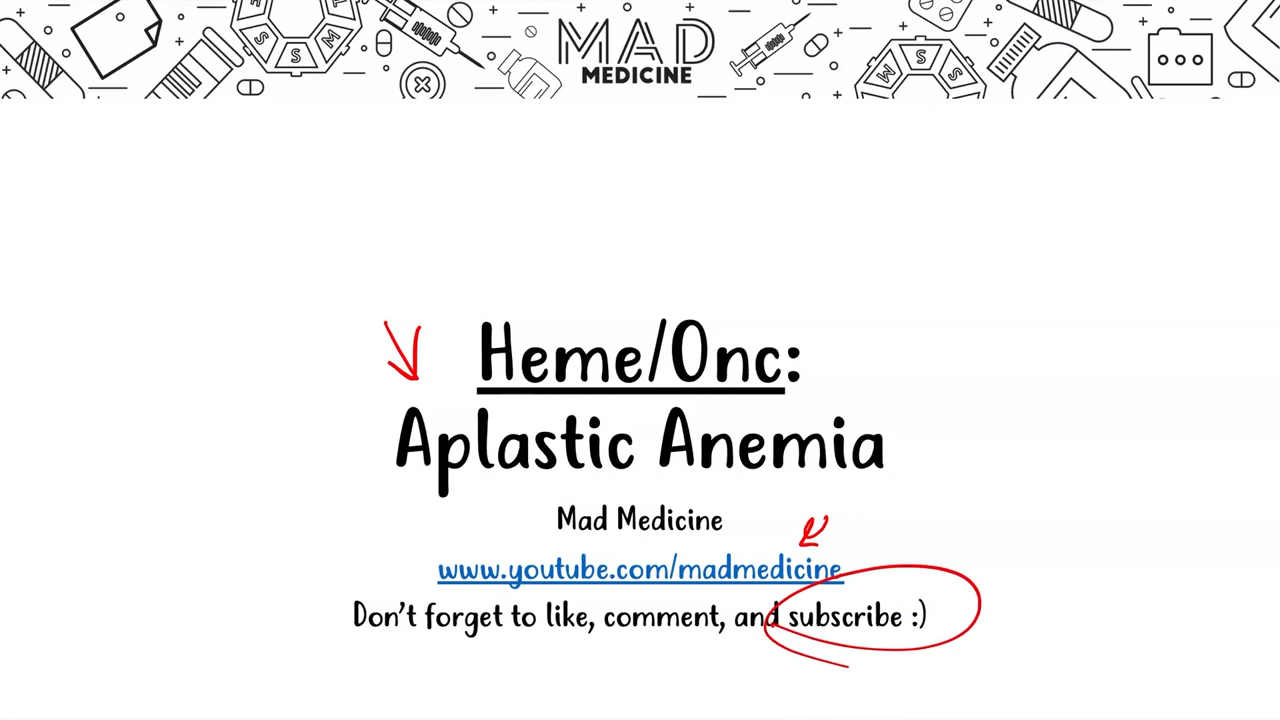 MAD
MEDICINE
Heme/Onc:
Aplastic Anemia
Mad Medicine
www.youtube.com/madmedicine
Don't forget to like, comment, and subscribe :)